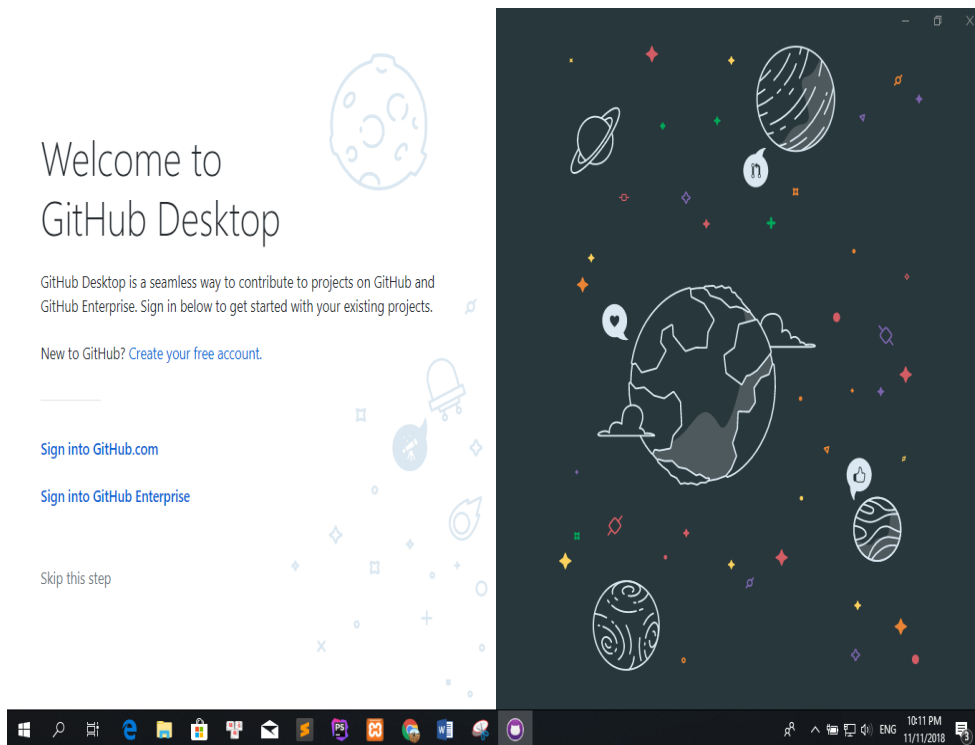 Welcome to
GitHub Desktop
GitHub Desktop is a seamless way to contribute to projects on GitHub and
GitHub Enterprise. Sign in below to get started with your existing projects.
New to GitHub? Create your free account.
Sign into GitHub.com
Sign into GitHub Enterprise
Skip this step
PS
W
ENG
10:11 PM
11/11/2018
3